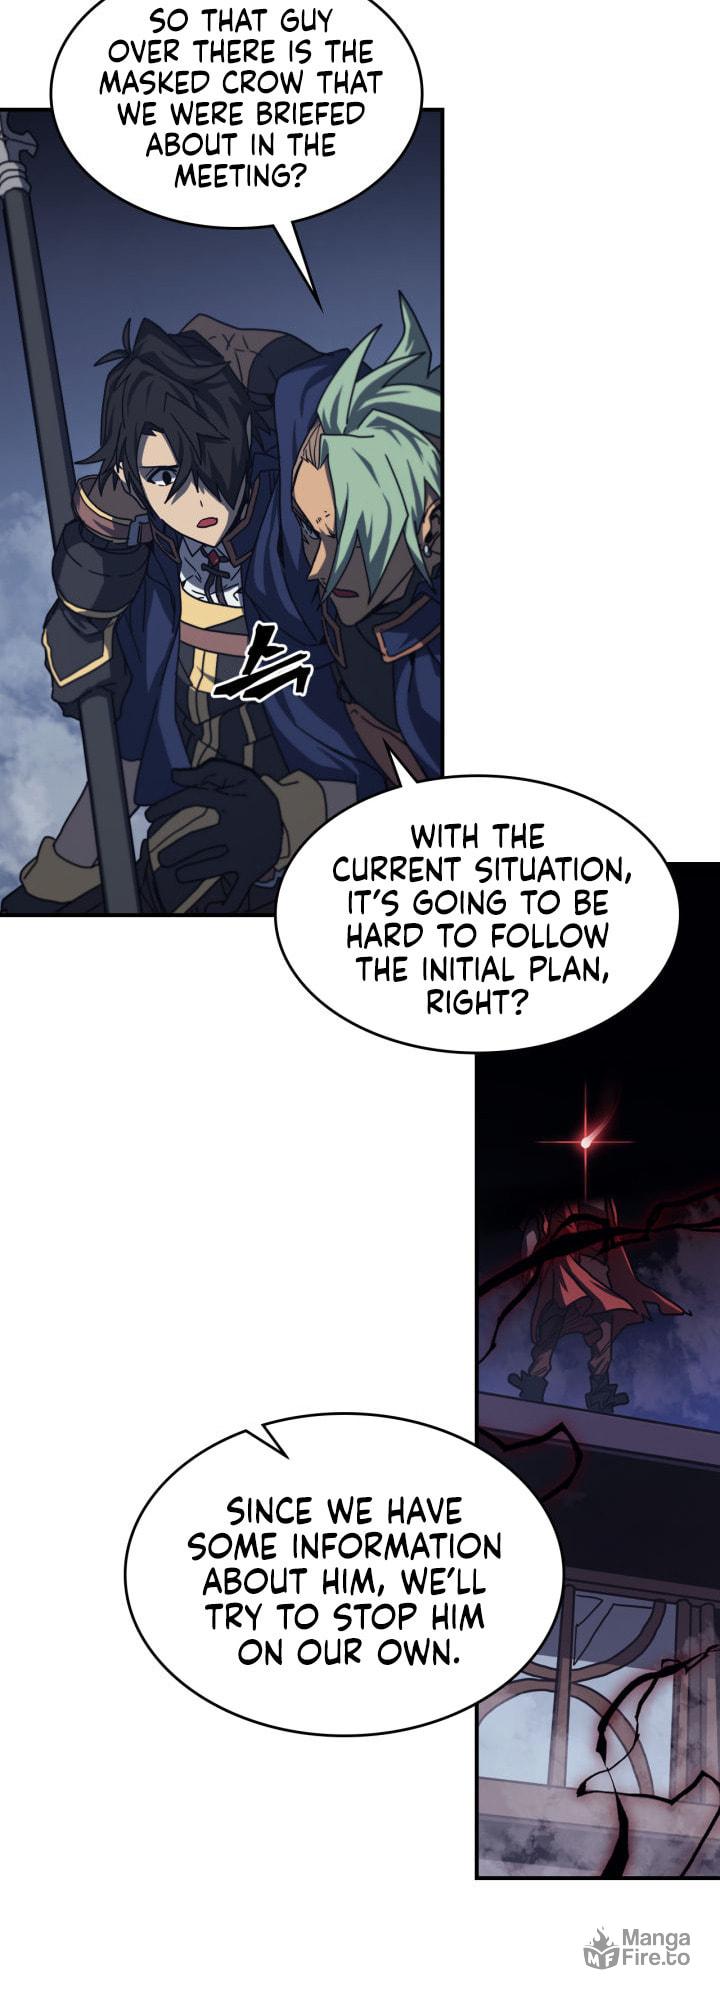 SO THAT GUY
OVER THERE IS THE
MASKED CROW THAT
WE WERE BRIEFED
ABOUT IN THE
MEETING?
WITH THE
CURRENT SITUATION,
IT'S GOING TO BE
HARD TO FOLLOW
THE INITIAL PLAN,
RIGHT?
SINCE WE HAVE
SOME INFORMATION
ABOUT HIM, WE'LL
TRY TO STOP HIM
ON OUR OWN.
Manga
MF Fire.to